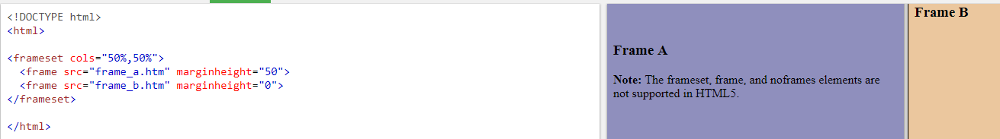 <!DOCTYPE html>
<html>
<frameset cols="50%,50%">
<frame src="frame_a.htm" marginheight="50">
<frame src="frame_b.htm" marginheight="0">
</frameset>
</html>
Frame A
Note: The frameset, frame, and noframes elements are
not supported in HTML5.
Frame B